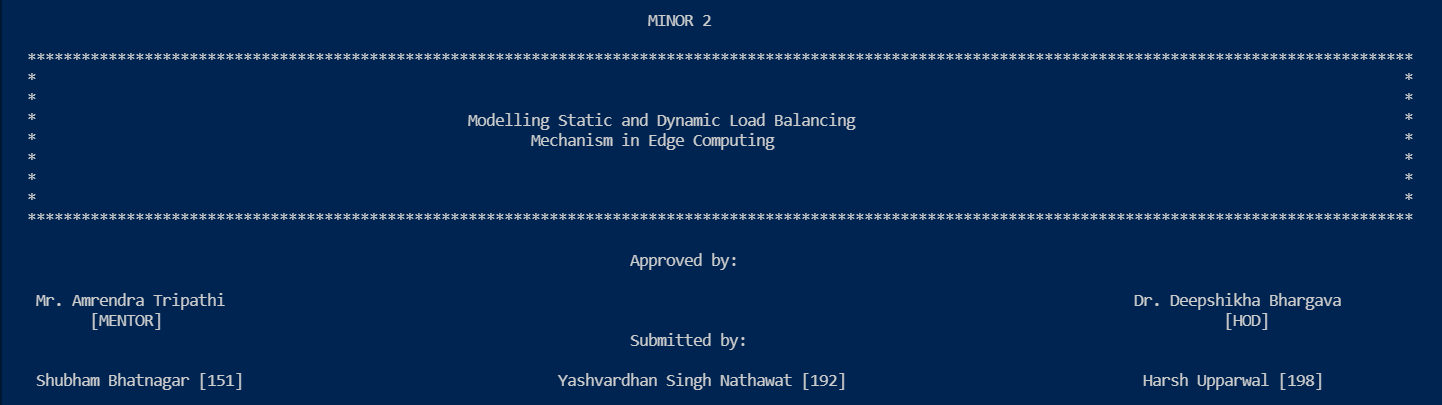 MINOR 2
**********************************************************************************************************************************************************
* *
* *
* Modelling Static and Dynamic Load Balancing *
* Mechanism in Edge Computing *
* *
* *
* *
**********************************************************************************************************************************************************
Approved by:
Mr. Amrendra Tripathi Dr. Deepshikha Bhargava
[MENTOR] [HOD]
Submitted by:
Shubham Bhatnagar [151] Yashvardhan Singh Nathawat [192] Harsh Upparwal [198]